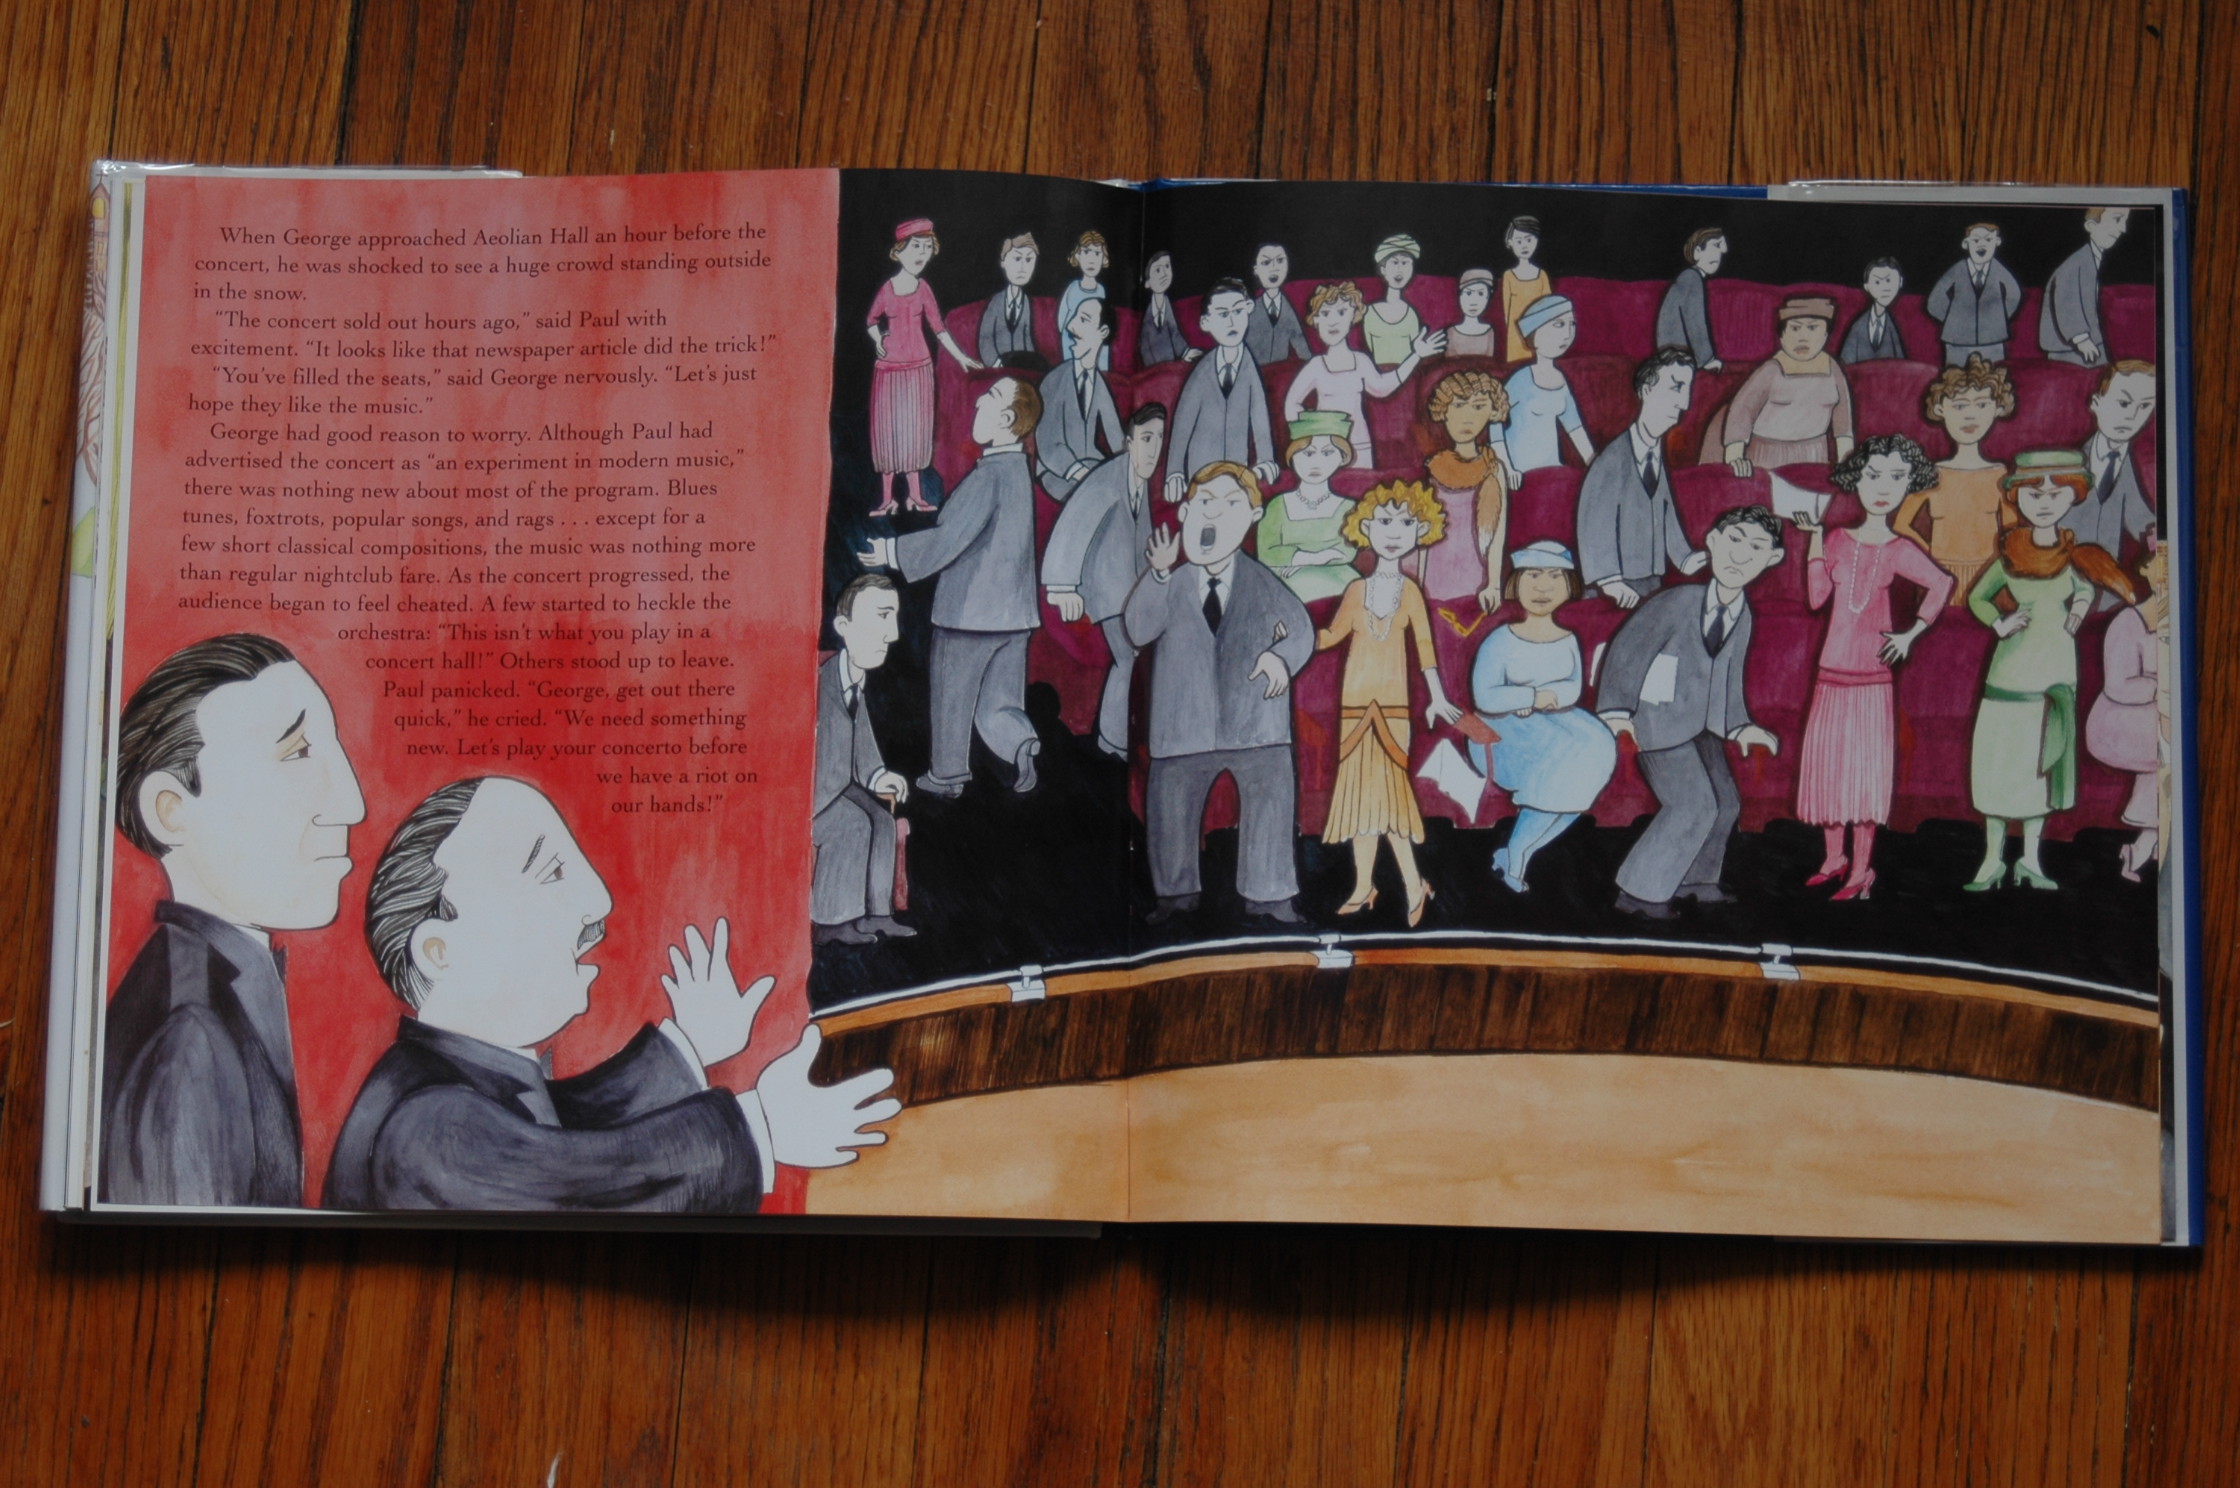 When George approached Aeolian Hall an hour before the
concert, he was shocked to see a huge crowd standing outside
in the snow.
“The concert sold out hours ago,” said Paul with
excitement. “It looks like that newspaper article did the trick!”
“You’ve filled the seats,” said George nervously. “Let’s just
hope they like the music.”
George had good reason to worry. Although Paul had
advertised the concert as “an experiment in modern music,”
there was nothing new about most of the program. Blues
tunes, foxtrots, popular songs, and rags . . . except for a
few short classical compositions, the music was nothing more
than regular nightclub fare. As the concert progressed, the
audience began to feel cheated. A few started to heckle the
orchestra: “This isn’t what you play in a
concert hall!” Others stood up to leave.
Paul panicked. “George, get out there
quick,” he cried. “We need something
new. Let’s play your concerto before
we have a riot on
our hands!”